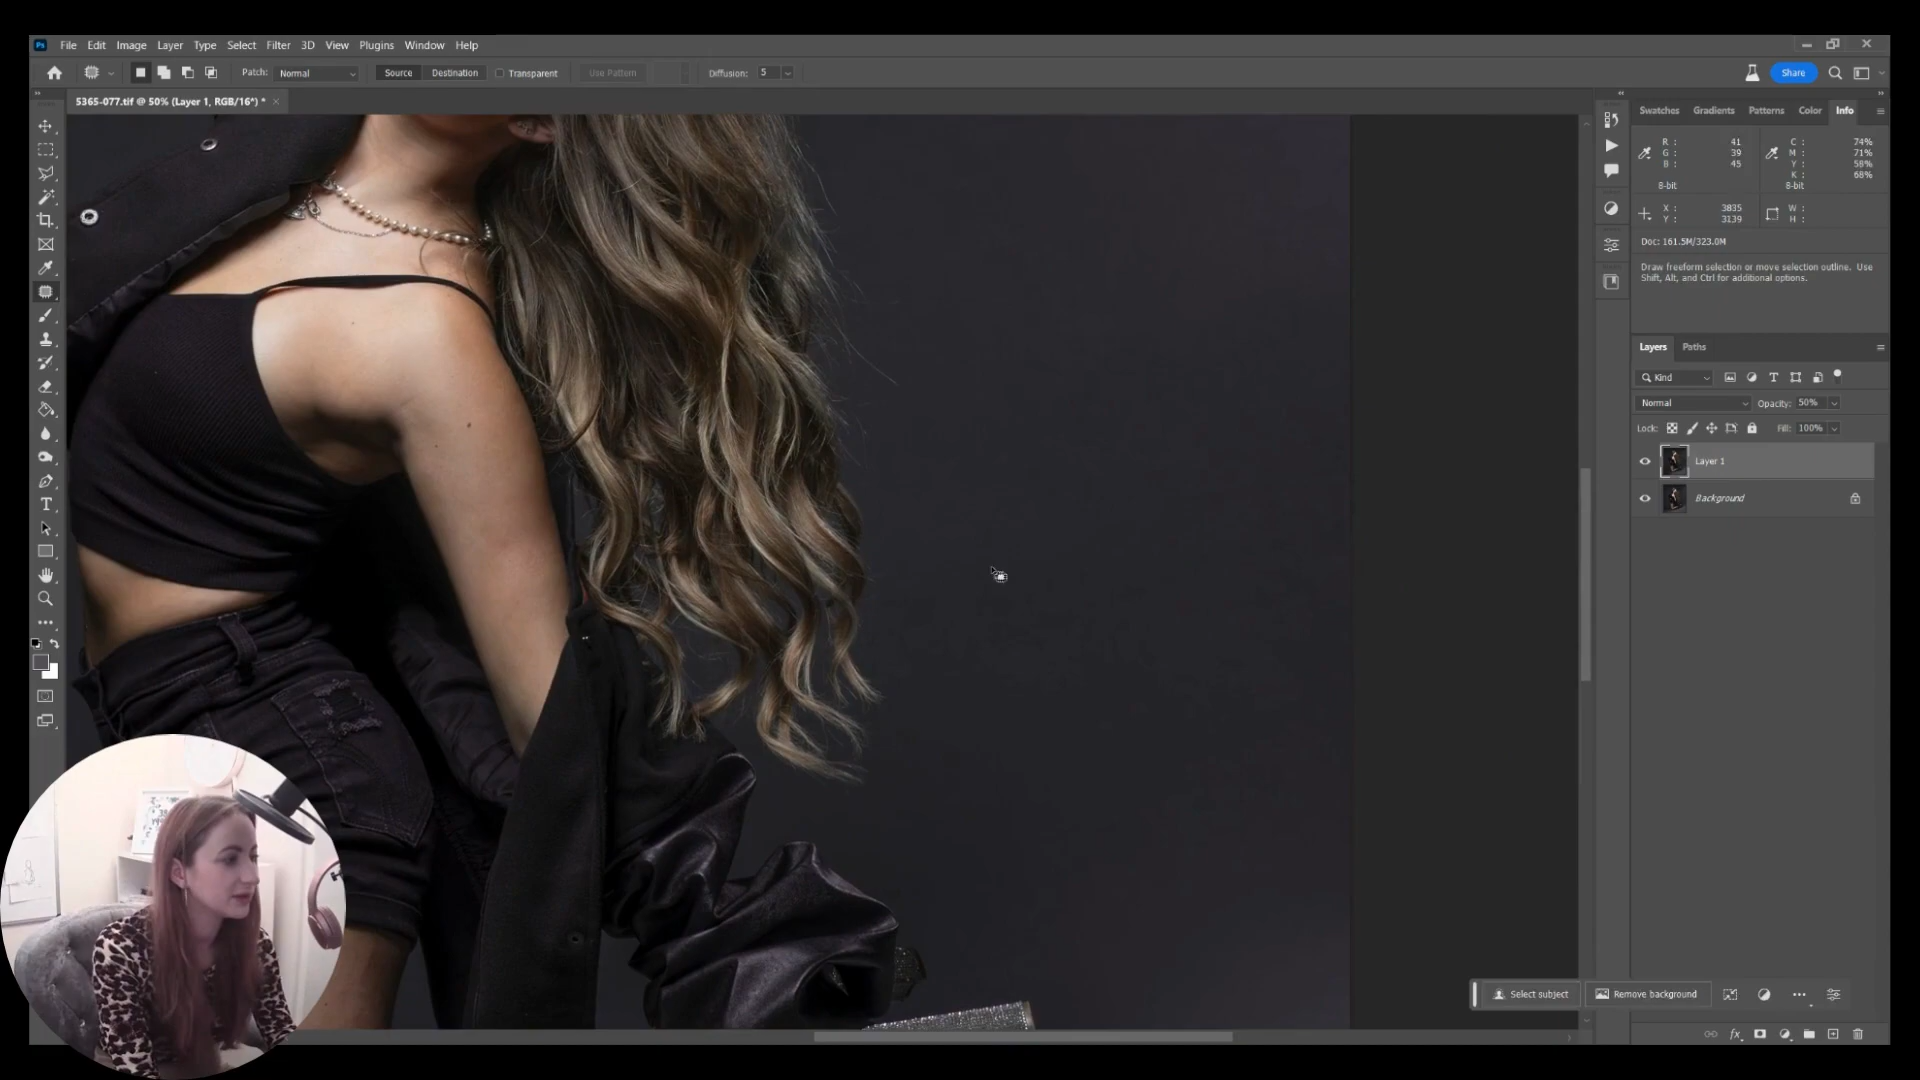 Ps File Edit Image Layer Type Select Filter 3D View Plugins Window Help
Patch: Normal Source Destination Transparent Use Pattern Diffusion: 5 Share
5365-077.tif @ 50% (Layer 1, RGB/16*) *
Swatches Gradients Patterns Color Info
R : 41 C : 74%
G : 39 M : 71%
B : 45 Y : 58%
K : 68%
8-bit 8-bit
X : 3835 W :
Y : 3139 H :
Doc: 161.5M/323.0M
Draw freeform selection or move selection outline. Use
Shift, Alt, and Ctrl for additional options.
Layers Paths
Kind
Normal Opacity: 50%
Lock: Fill: 100%
Layer 1
Background
Select subject Remove background
fx